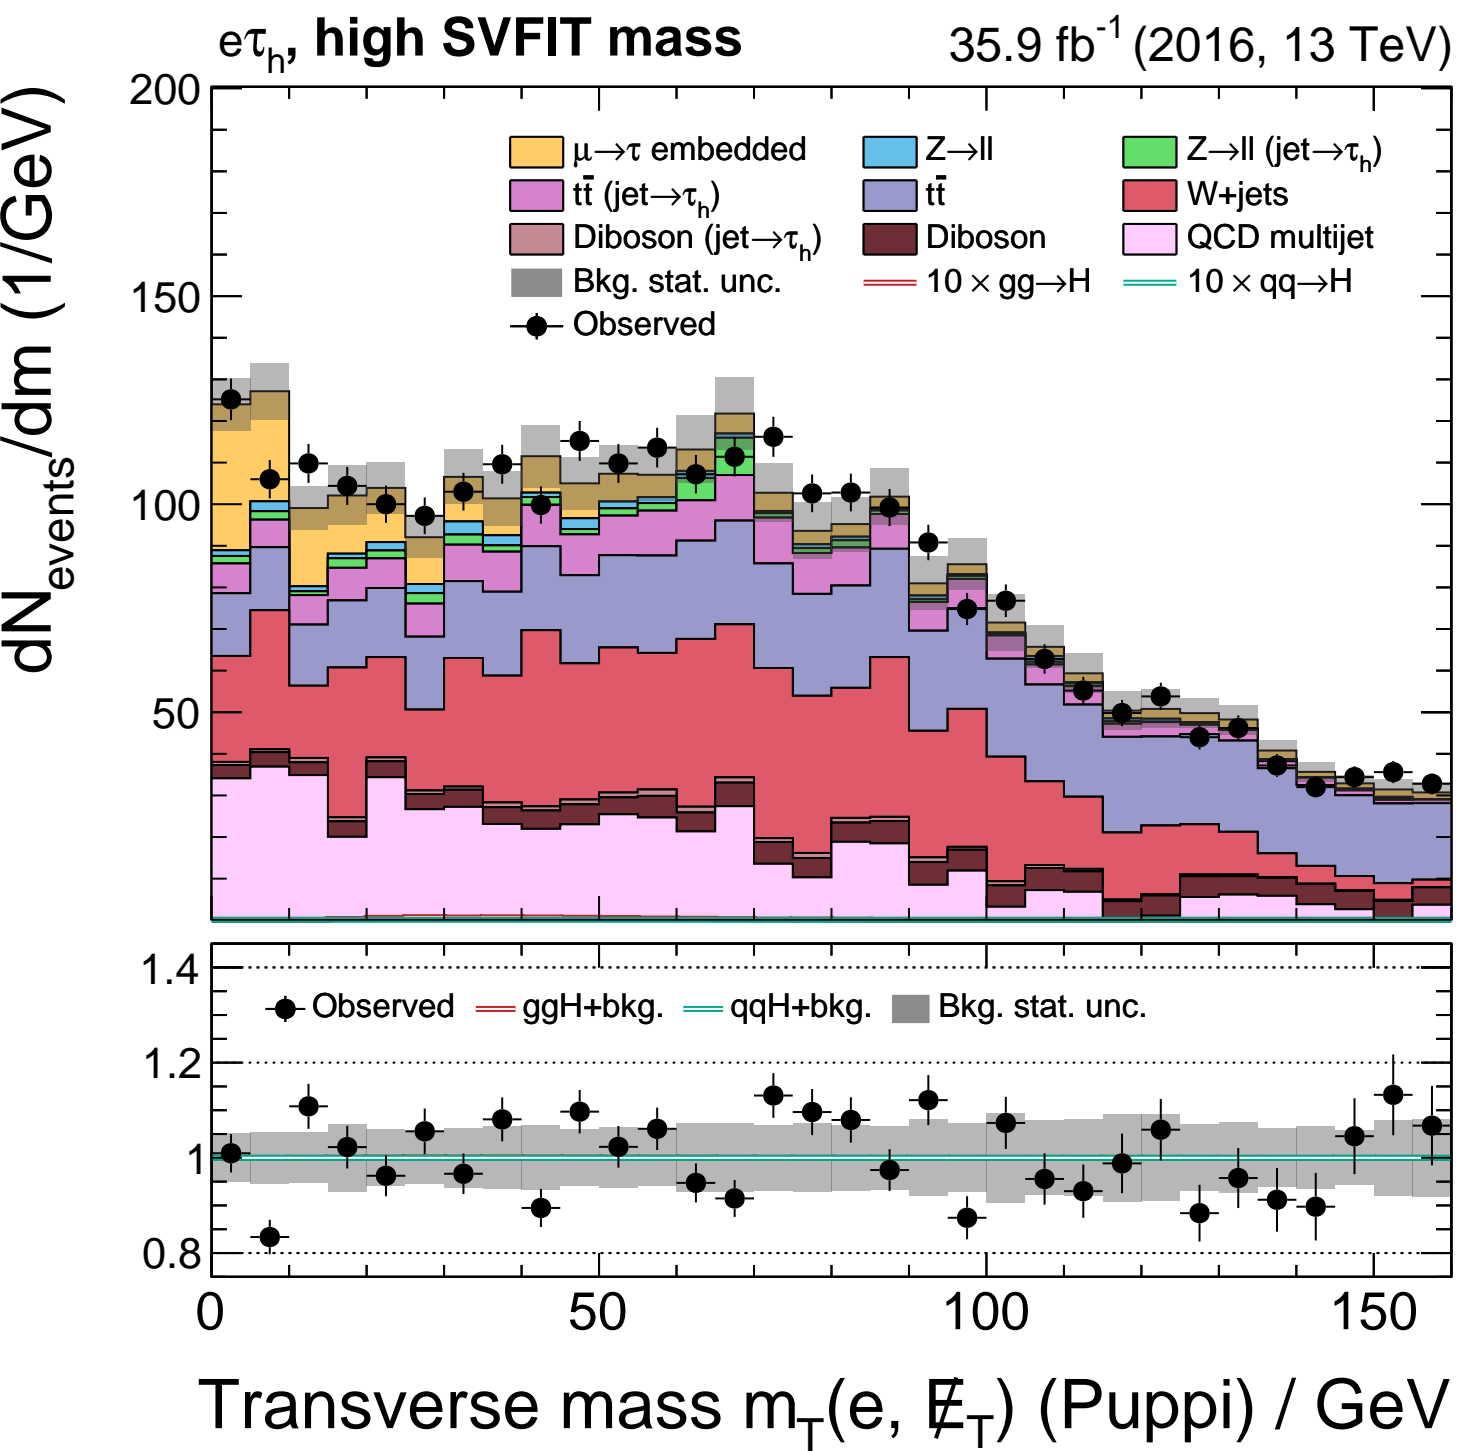 eτh, high SVFIT mass 35.9 fb-1 (2016, 13 TeV)
dNevents/dm (1/GeV)
200
150
100
50
μ→τ embedded Z→ll Z→ll (jet→τh)
tt̄ (jet→τh) tt̄ W+jets
Diboson (jet→τh) Diboson QCD multijet
Bkg. stat. unc. 10 × gg→H 10 × qq→H
Observed
1.4
1.2
1
0.8
Observed ggH+bkg. qqH+bkg. Bkg. stat. unc.
0 50 100 150
Transverse mass mT(e, E̸T) (Puppi) / GeV